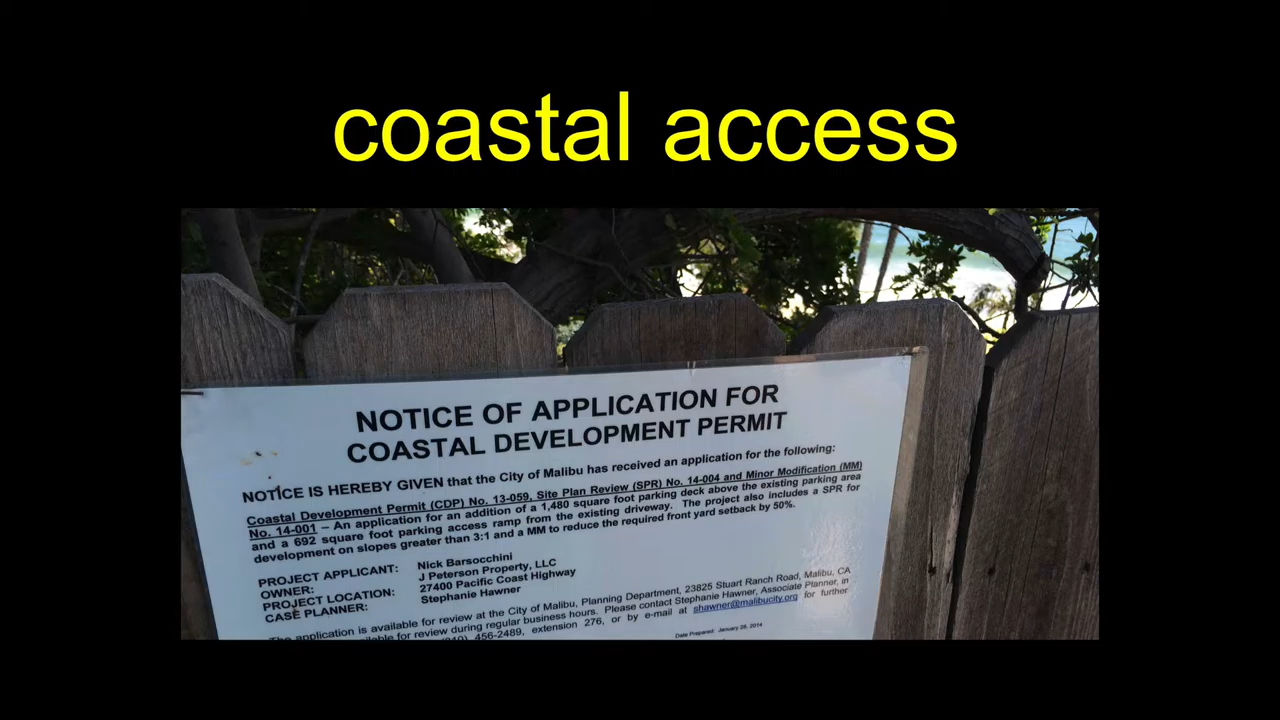 coastal access
NOTICE OF APPLICATION FOR
COASTAL DEVELOPMENT PERMIT
NOTICE IS HEREBY GIVEN that the City of Malibu has received an application for the following:
Coastal Development Permit (CDP) No. 13-059, Site Plan Review (SPR) No. 14-004 and Minor Modification (MM)
No. 14-001 – An application for an addition of a 1,480 square foot parking deck above the existing parking area
and a 692 square foot parking access ramp from the existing driveway. The project also includes a SPR for
development on slopes greater than 3:1 and a MM to reduce the required front yard setback by 50%.
PROJECT APPLICANT: Nick Barsocchini
OWNER: J Peterson Property, LLC
PROJECT LOCATION: 27400 Pacific Coast Highway
CASE PLANNER: Stephanie Hawner
The application is available for review at the City of Malibu, Planning Department, 23825 Stuart Ranch Road, Malibu, CA
for review during regular business hours. Please contact Stephanie Hawner, Associate Planner, in
456-2489, extension 276, or by e-mail at shawner@malibucity.org for further
Date Prepared: January 28, 2014